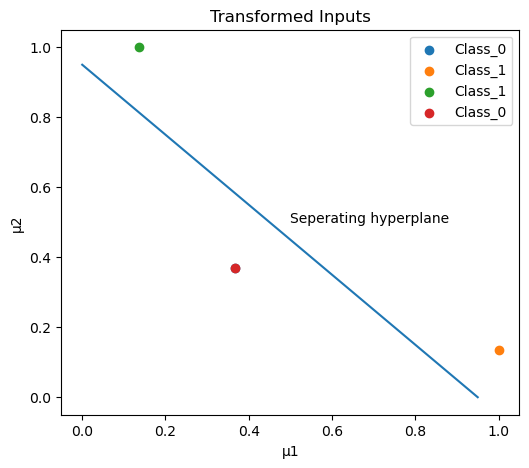 Transformed Inputs
Class_0
Class_1
Class_1
Class_0
Seperating hyperplane
1.0
0.8
0.6
0.4
0.2
0.0
μ2
0.0 0.2 0.4 0.6 0.8 1.0
μ1